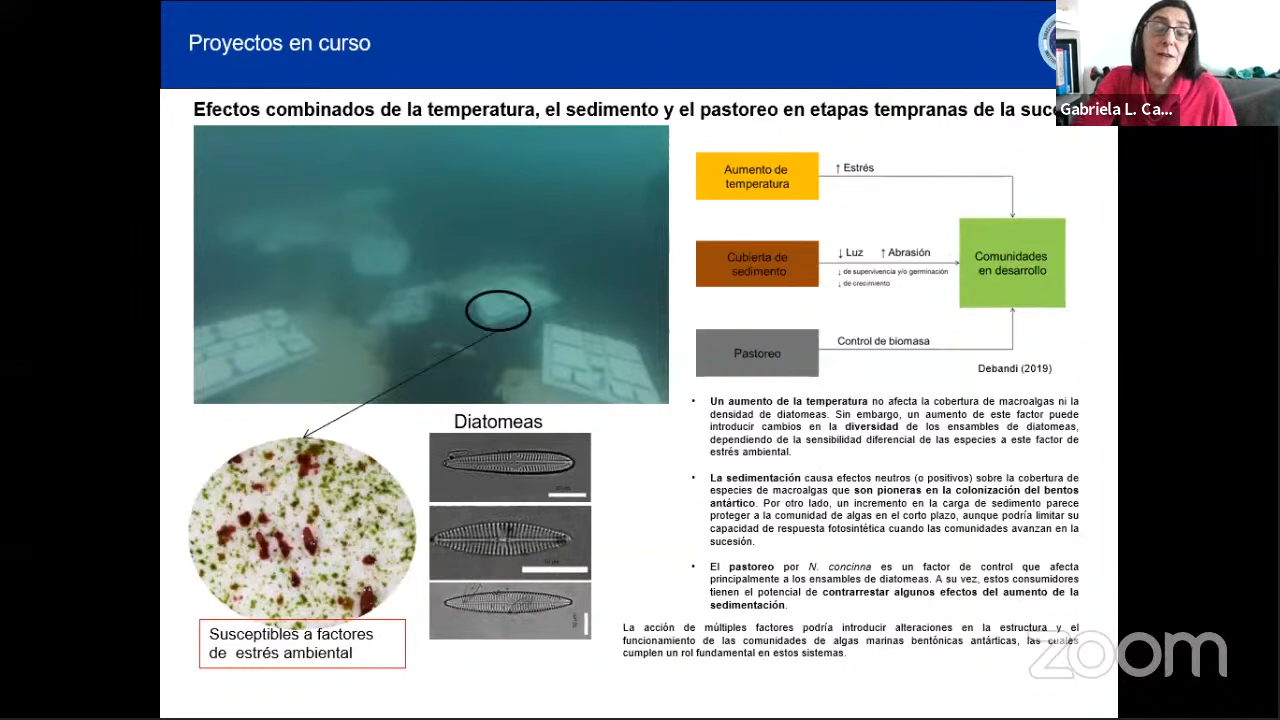 Proyectos en curso
Gabriela L. Ca...
Efectos combinados de la temperatura, el sedimento y el pastoreo en etapas tempranas de la
Aumento de
temperatura
↑ Estrés
Cubierta de
sedimento
↓ Luz ↑ Abrasión
↓ de supervivencia y/o germinación
↓ de crecimiento
Comunidades
en desarrollo
Pastoreo
Control de biomasa
Debandi (2019)
Diatomeas
Susceptibles a factores
de estrés ambiental
• Un aumento de la temperatura no afecta la cobertura de macroalgas ni la
densidad de diatomeas. Sin embargo, un aumento de este factor puede
introducir cambios en la diversidad de los ensambles de diatomeas,
dependiendo de la sensibilidad diferencial de las especies a este factor de
estrés ambiental.
• La sedimentación causa efectos neutros (o positivos) sobre la cobertura de
especies de macroalgas que son pioneras en la colonización del bentos
antártico. Por otro lado, un incremento en la carga de sedimento parece
proteger a la comunidad de algas en el corto plazo, aunque podría limitar su
capacidad de respuesta fotosintética cuando las comunidades avanzan en la
sucesión.
• El pastoreo por N. concinna es un factor de control que afecta
principalmente a los ensambles de diatomeas. A su vez, estos consumidores
tienen el potencial de contrarrestar algunos efectos del aumento de la
sedimentación.
La acción de múltiples factores podría introducir alteraciones en la estructura y el
funcionamiento de las comunidades de algas marinas bentónicas antárticas, las cuales
cumplen un rol fundamental en estos sistemas.
zoom